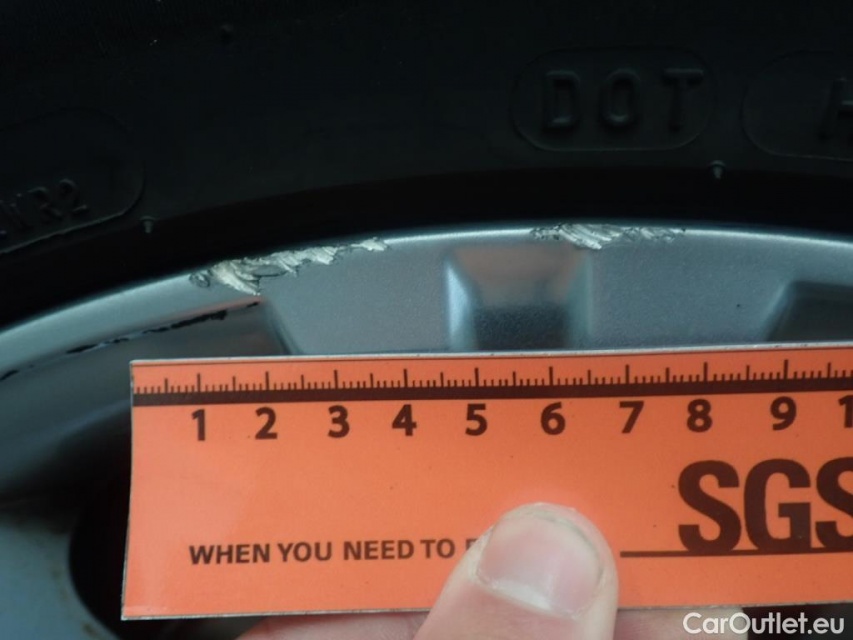 DOT
1 2 3 4 5 6 7 8 9
SGS
WHEN YOU NEED TO
CarOutlet.eu